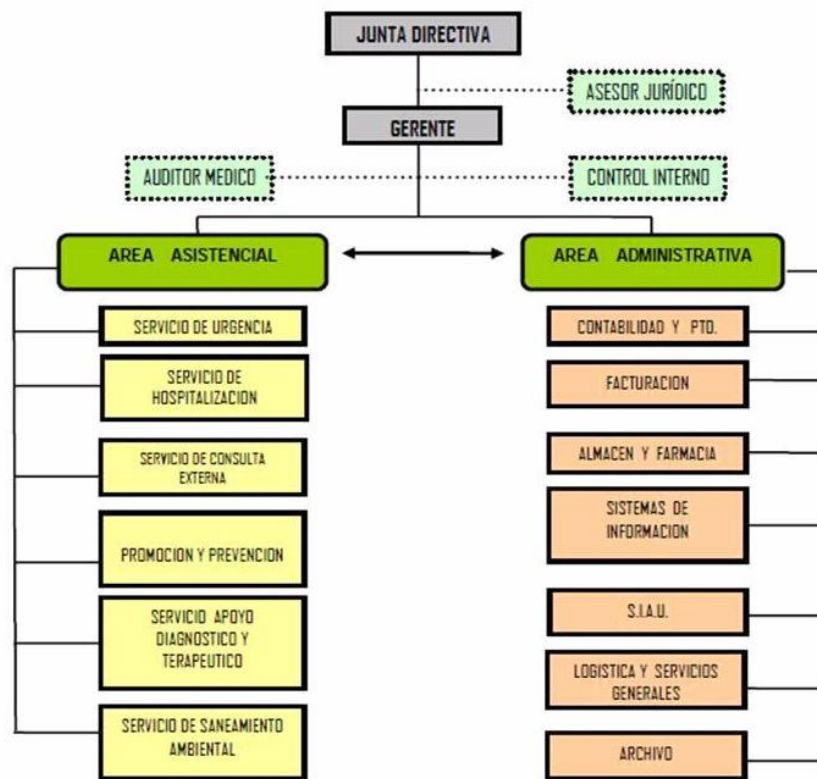 JUNTA DIRECTIVA
ASESOR JURÍDICO
GERENTE
AUDITOR MEDICO
CONTROL INTERNO
AREA ASISTENCIAL
AREA ADMINISTRATIVA
SERVICIO DE URGENCIA
SERVICIO DE
HOSPITALIZACION
SERVICIO DE CONSULTA
EXTERNA
PROMOCION Y PREVENCION
SERVICIO APOYO
DIAGNOSTICO Y
TERAPEUTICO
SERVICIO DE SANEAMIENTO
AMBIENTAL
CONTABILIDAD Y PTO.
FACTURACION
ALMACEN Y FARMACIA
SISTEMAS DE
INFORMACION
S.I.A.U.
LOGISTICA Y SERVICIOS
GENERALES
ARCHIVO